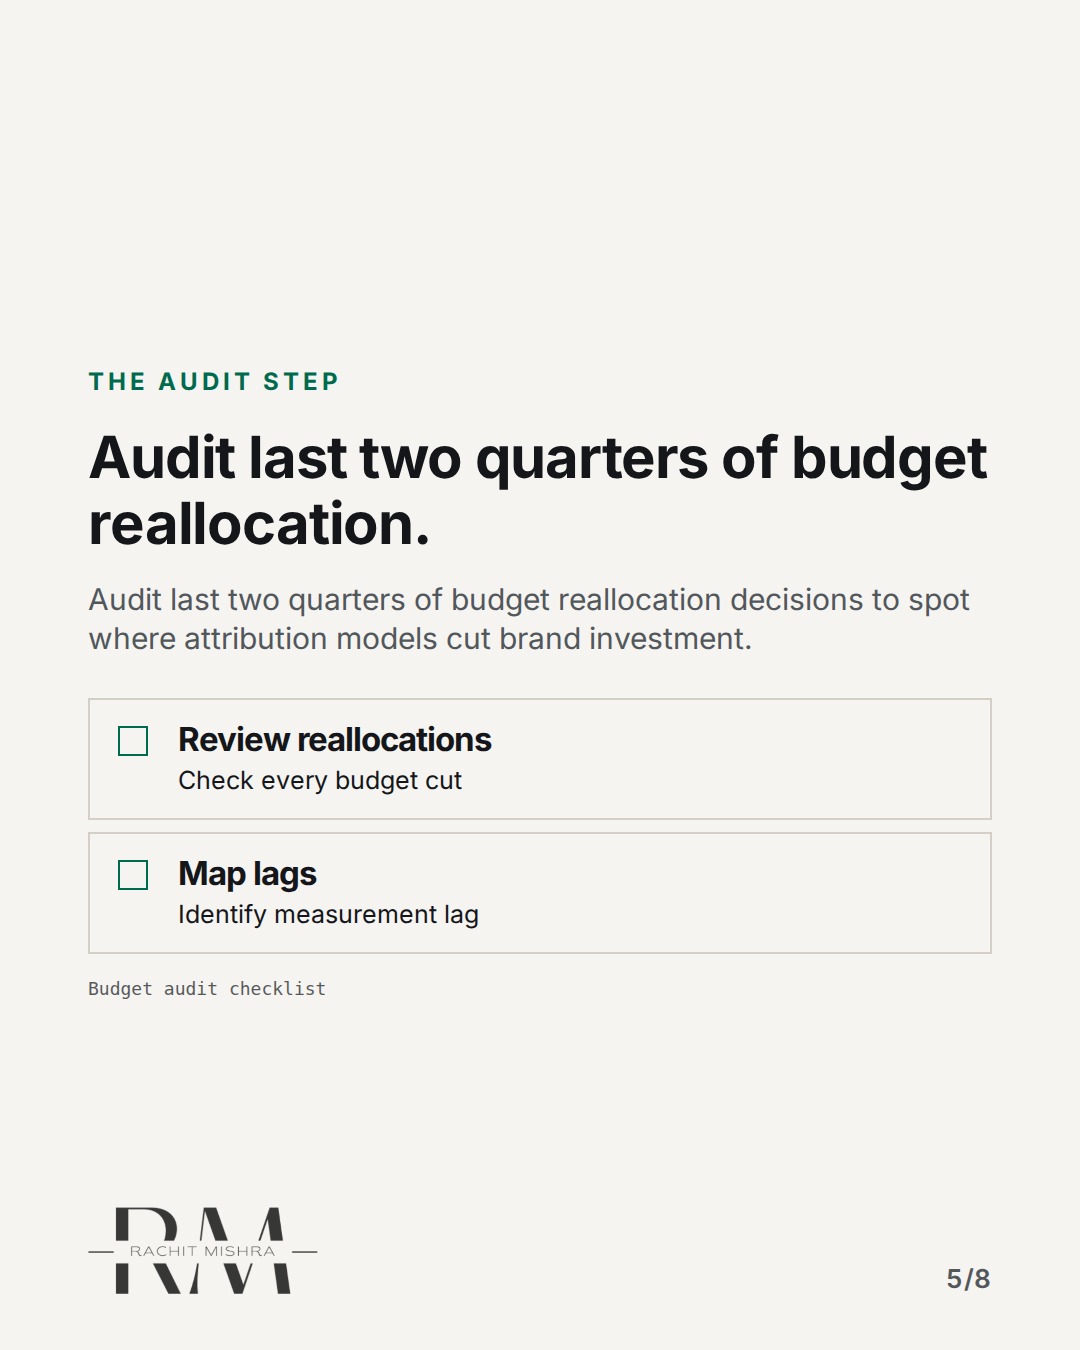 THE AUDIT STEP
Audit last two quarters of budget
reallocation.
Audit last two quarters of budget reallocation decisions to spot
where attribution models cut brand investment.
Review reallocations
Check every budget cut
Map lags
Identify measurement lag
Budget audit checklist
RM
RACHIT MISHRA
5/8